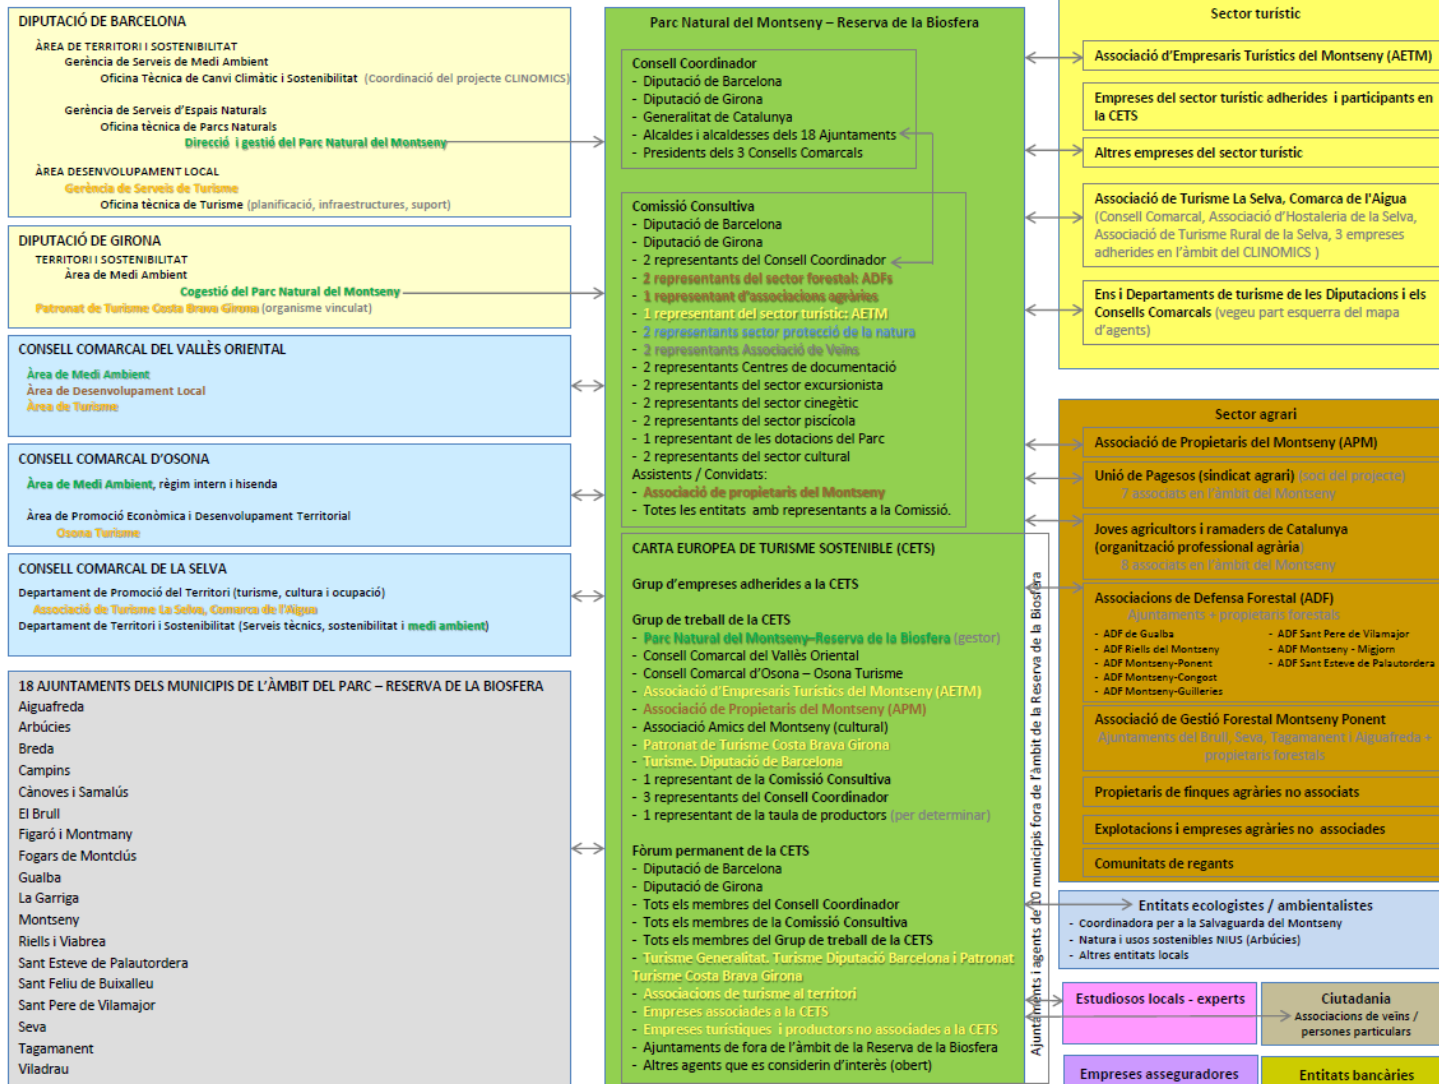 DIPUTACIÓ DE BARCELONA
ÀREA DE TERRITORI I SOSTENIBILITAT
Gerència de Serveis de Medi Ambient
Oficina Tècnica de Canvi Climàtic i Sostenibilitat (Coordinació del projecte CLINOMICS)
Gerència de Serveis d'Espais Naturals
Oficina tècnica de Parcs Naturals
Direcció i gestió del Parc Natural del Montseny
ÀREA DESENVOLUPAMENT LOCAL
Gerència de Serveis de Turisme
Oficina tècnica de Turisme (planificació, infraestructures, suport)
DIPUTACIÓ DE GIRONA
TERRITORI I SOSTENIBILITAT
Àrea de Medi Ambient
Cogestió del Parc Natural del Montseny
Patronat de Turisme Costa Brava Girona (organisme vinculat)
CONSELL COMARCAL DEL VALLÈS ORIENTAL
Àrea de Medi Ambient
Àrea de Desenvolupament Local
Àrea de Turisme
CONSELL COMARCAL D'OSONA
Àrea de Medi Ambient, règim intern i hisenda
Àrea de Promoció Econòmica i Desenvolupament Territorial
Osona Turisme
CONSELL COMARCAL DE LA SELVA
Departament de Promoció del Territori (turisme, cultura i ocupació)
Associació de Turisme La Selva, Comarca de l'Aigua
Departament de Territori i Sostenibilitat (Serveis tècnics, sostenibilitat i medi ambient)
18 AJUNTAMENTS DELS MUNICIPIS DE L'ÀMBIT DEL PARC – RESERVA DE LA BIOSFERA
Aiguafreda
Arbúcies
Breda
Campins
Cànoves i Samalús
El Brull
Figaró i Montmany
Fogars de Montclús
Gualba
La Garriga
Montseny
Riells i Viabrea
Sant Esteve de Palautordera
Sant Feliu de Buixalleu
Sant Pere de Vilamajor
Seva
Tagamanent
Viladrau
Parc Natural del Montseny – Reserva de la Biosfera
Consell Coordinador
- Diputació de Barcelona
- Diputació de Girona
- Generalitat de Catalunya
- Alcaldes i alcaldesses dels 18 Ajuntaments
- Presidents dels 3 Consells Comarcals
Comissió Consultiva
- Diputació de Barcelona
- Diputació de Girona
- 2 representants del Consell Coordinador
- 2 representants del sector forestal: ADFs
- 1 representant d'associacions agràries
- 1 representant del sector turístic: AETM
- 2 representants sector protecció de la natura
- 2 representants Associació de Veïns
- 2 representants Centres de documentació
- 2 representants del sector excursionista
- 2 representants del sector cinegètic
- 2 representants del sector piscícola
- 1 representant de les dotacions del Parc
- 2 representants del sector cultural
Assistents / Convidats:
- Associació de propietaris del Montseny
- Totes les entitats amb representants a la Comissió.
CARTA EUROPEA DE TURISME SOSTENIBLE (CETS)
Grup d'empreses adherides a la CETS
Grup de treball de la CETS
- Parc Natural del Montseny–Reserva de la Biosfera (gestor)
- Consell Comarcal del Vallès Oriental
- Consell Comarcal d'Osona – Osona Turisme
- Associació d'Empresaris Turístics del Montseny (AETM)
- Associació de Propietaris del Montseny (APM)
- Associació Amics del Montseny (cultural)
- Patronat de Turisme Costa Brava Girona
- Turisme. Diputació de Barcelona
- 1 representant de la Comissió Consultiva
- 3 representants del Consell Coordinador
- 1 representant de la taula de productors (per determinar)
Fòrum permanent de la CETS
- Diputació de Barcelona
- Diputació de Girona
- Tots els membres del Consell Coordinador
- Tots els membres de la Comissió Consultiva
- Tots els membres del Grup de treball de la CETS
- Turisme Generalitat. Turisme Diputació Barcelona i Patronat
Turisme Costa Brava Girona
- Associacions de turisme al territori
- Empreses associades a la CETS
- Empreses turístiques i productors no associades a la CETS
- Ajuntaments de fora de l'àmbit de la Reserva de la Biosfera
- Altres agents que es considerin d'interès (obert)
Ajuntaments i agents de 10 municipis fora de l'àmbit de la Reserva de la Biosfera
Sector turístic
Associació d'Empresaris Turístics del Montseny (AETM)
Empreses del sector turístic adherides i participants en
la CETS
Altres empreses del sector turístic
Associació de Turisme La Selva, Comarca de l'Aigua
(Consell Comarcal, Associació d'Hostaleria de la Selva,
Associació de Turisme Rural de la Selva, 3 empreses
adherides en l'àmbit del CLINOMICS )
Ens i Departaments de turisme de les Diputacions i els
Consells Comarcals (vegeu part esquerra del mapa
d'agents)
Sector agrari
Associació de Propietaris del Montseny (APM)
Unió de Pagesos (sindicat agrari) (soci del projecte)
7 associats en l'àmbit del Montseny
Joves agricultors i ramaders de Catalunya
(organització professional agrària)
8 associats en l'àmbit del Montseny
Associacions de Defensa Forestal (ADF)
Ajuntaments + propietaris forestals
- ADF de Gualba
- ADF Riells del Montseny
- ADF Montseny-Ponent
- ADF Montseny-Congost
- ADF Montseny-Guilleries
- ADF Sant Pere de Vilamajor
- ADF Montseny - Migjorn
- ADF Sant Esteve de Palautordera
Associació de Gestió Forestal Montseny Ponent
Ajuntaments del Brull, Seva, Tagamanent i Aiguafreda +
propietaris forestals
Propietaris de finques agràries no associats
Explotacions i empreses agràries no associades
Comunitats de regants
Entitats ecologistes / ambientalistes
- Coordinadora per a la Salvaguarda del Montseny
- Natura i usos sostenibles NIUS (Arbúcies)
- Altres entitats locals
Estudiosos locals - experts
Ciutadania
Associacions de veïns /
persones particulars
Empreses asseguradores
Entitats bancàries